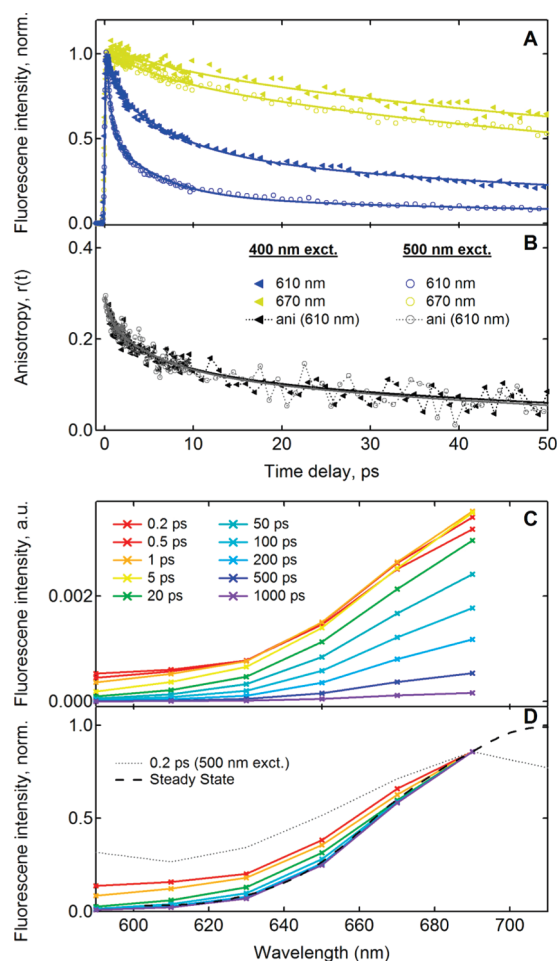 A
Fluorescene intensity, norm.
1.0
0.5
0.0
B
Anisotropy, r(t)
0.4
0.2
0.0
400 nm exct. 500 nm exct.
610 nm 610 nm
670 nm 670 nm
ani (610 nm) ani (610 nm)
0 10 20 30 40 50
Time delay, ps
C
Fluorescene intensity, a.u.
0.002
0.000
0.2 ps 50 ps
0.5 ps 100 ps
1 ps 200 ps
5 ps 500 ps
20 ps 1000 ps
D
Fluorescene intensity, norm.
1.0
0.5
0.0
0.2 ps (500 nm exct.)
Steady State
600 620 640 660 680 700
Wavelength (nm)